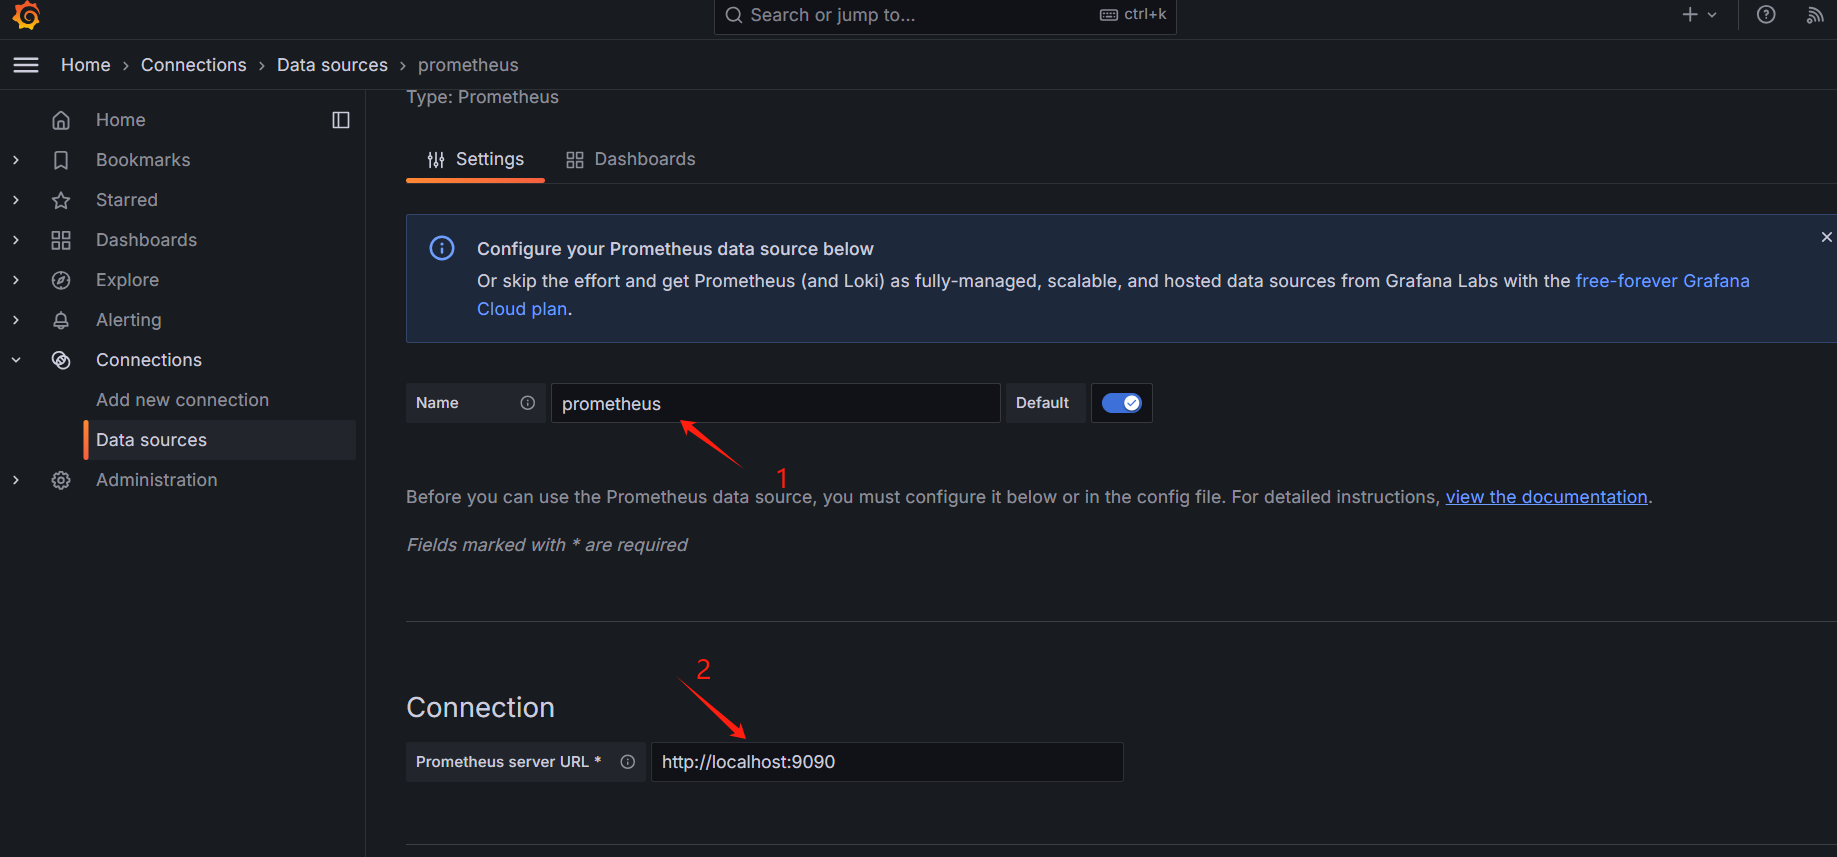 Search or jump to...
ctrl+k
Home › Connections › Data sources › prometheus
Home
Bookmarks
Starred
Dashboards
Explore
Alerting
Connections
Add new connection
Data sources
Administration
Type: Prometheus
Settings
Dashboards
Configure your Prometheus data source below
Or skip the effort and get Prometheus (and Loki) as fully-managed, scalable, and hosted data sources from Grafana Labs with the free-forever Grafana
Cloud plan.
Name
prometheus
Default
1
Before you can use the Prometheus data source, you must configure it below or in the config file. For detailed instructions, view the documentation.
Fields marked with * are required
2
Connection
Prometheus server URL *
http://localhost:9090